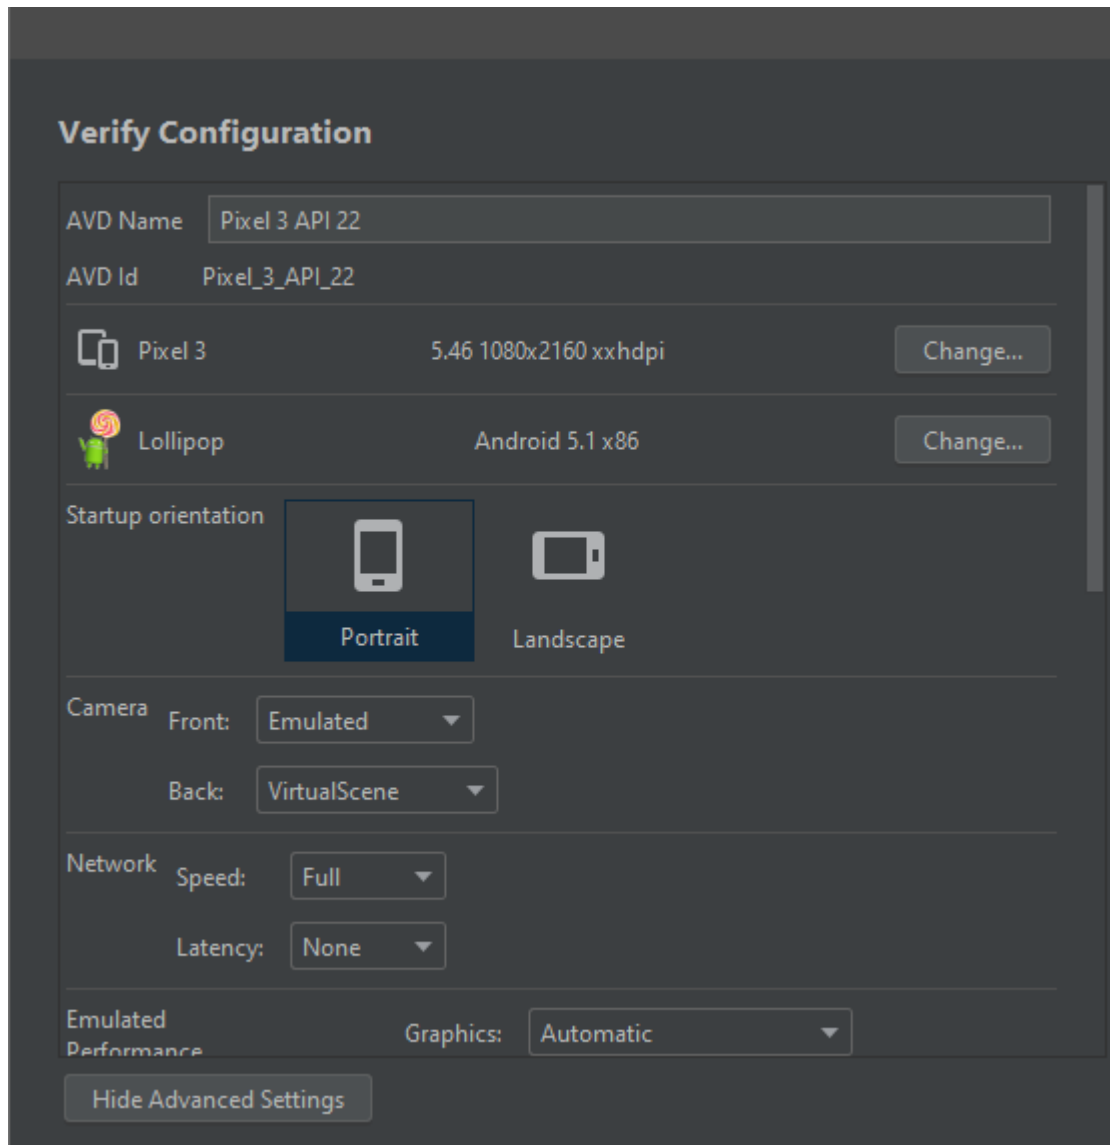 Verify Configuration
AVD Name Pixel 3 API 22
AVD Id Pixel_3_API_22
Pixel 3 5.46 1080x2160 xxhdpi Change...
Lollipop Android 5.1 x86 Change...
Startup orientation
Portrait Landscape
Camera Front: Emulated
Back: VirtualScene
Network Speed: Full
Latency: None
Emulated Graphics: Automatic
Performance
Hide Advanced Settings